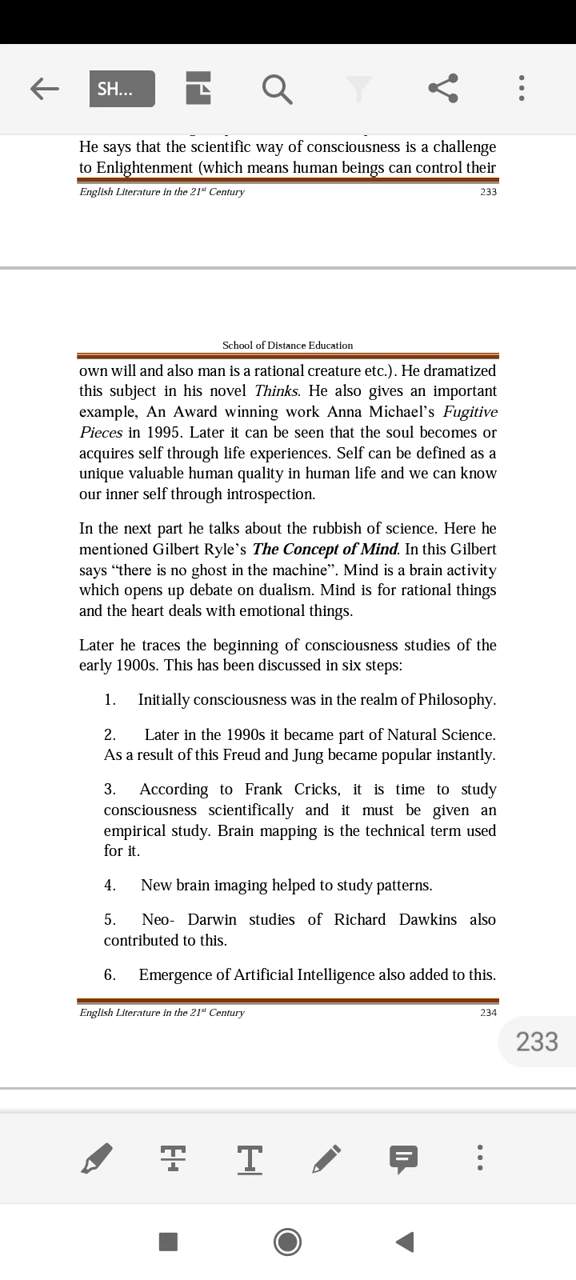 SH...
He says that the scientific way of consciousness is a challenge
to Enlightenment (which means human beings can control their
English Literature in the 21st Century 233
School of Distance Education
own will and also man is a rational creature etc.). He dramatized
this subject in his novel Thinks. He also gives an important
example, An Award winning work Anna Michael's Fugitive
Pieces in 1995. Later it can be seen that the soul becomes or
acquires self through life experiences. Self can be defined as a
unique valuable human quality in human life and we can know
our inner self through introspection.
In the next part he talks about the rubbish of science. Here he
mentioned Gilbert Ryle's The Concept of Mind. In this Gilbert
says “there is no ghost in the machine”. Mind is a brain activity
which opens up debate on dualism. Mind is for rational things
and the heart deals with emotional things.
Later he traces the beginning of consciousness studies of the
early 1900s. This has been discussed in six steps:
1. Initially consciousness was in the realm of Philosophy.
2. Later in the 1990s it became part of Natural Science.
As a result of this Freud and Jung became popular instantly.
3. According to Frank Cricks, it is time to study
consciousness scientifically and it must be given an
empirical study. Brain mapping is the technical term used
for it.
4. New brain imaging helped to study patterns.
5. Neo- Darwin studies of Richard Dawkins also
contributed to this.
6. Emergence of Artificial Intelligence also added to this.
English Literature in the 21st Century 234
233